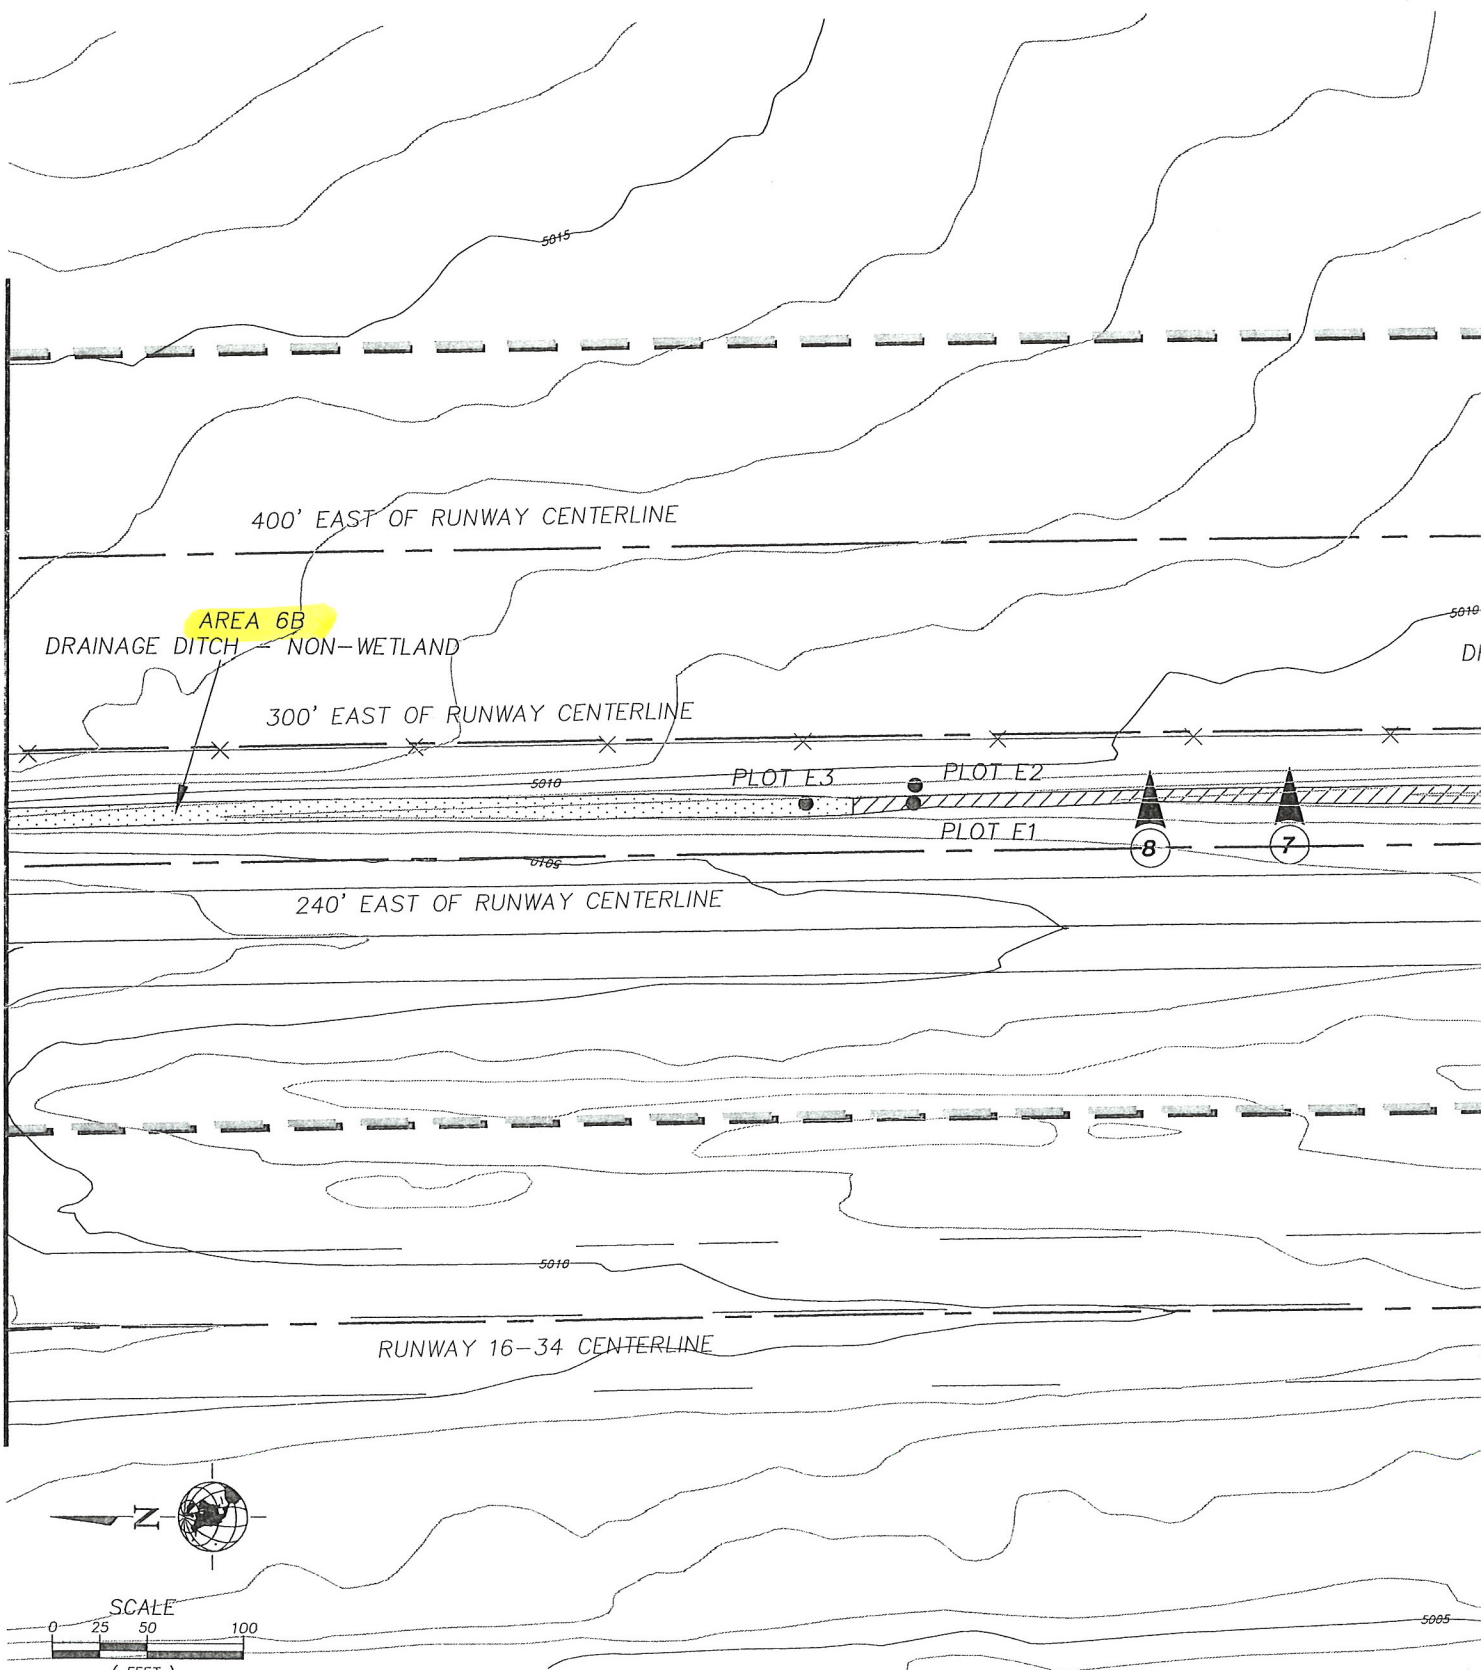 5015
400' EAST OF RUNWAY CENTERLINE
AREA 6B
DRAINAGE DITCH - NON-WETLAND
5010
300' EAST OF RUNWAY CENTERLINE
5010
PLOT E3
PLOT E2
PLOT E1
8
7
5010
240' EAST OF RUNWAY CENTERLINE
5010
RUNWAY 16-34 CENTERLINE
N
SCALE
0 25 50 100
( FEET )
5005